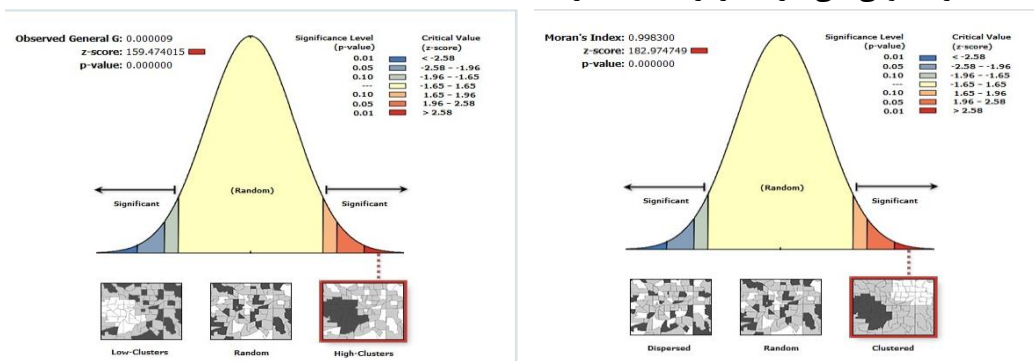 Observed General G: 0.000009
z-score: 159.474015
p-value: 0.000000
Significance Level
(p-value)
Critical Value
(z-score)
0.01 < -2.58
0.05 -2.58 – -1.96
0.10 -1.96 – -1.65
--- -1.65 – 1.65
0.10 1.65 – 1.96
0.05 1.96 – 2.58
0.01 > 2.58
(Random)
Significant Significant
Low-Clusters Random High-Clusters
Moran's Index: 0.998300
z-score: 182.974749
p-value: 0.000000
Significance Level
(p-value)
Critical Value
(z-score)
0.01 < -2.58
0.05 -2.58 – -1.96
0.10 -1.96 – -1.65
--- -1.65 – 1.65
0.10 1.65 – 1.96
0.05 1.96 – 2.58
0.01 > 2.58
(Random)
Significant Significant
Dispersed Random Clustered